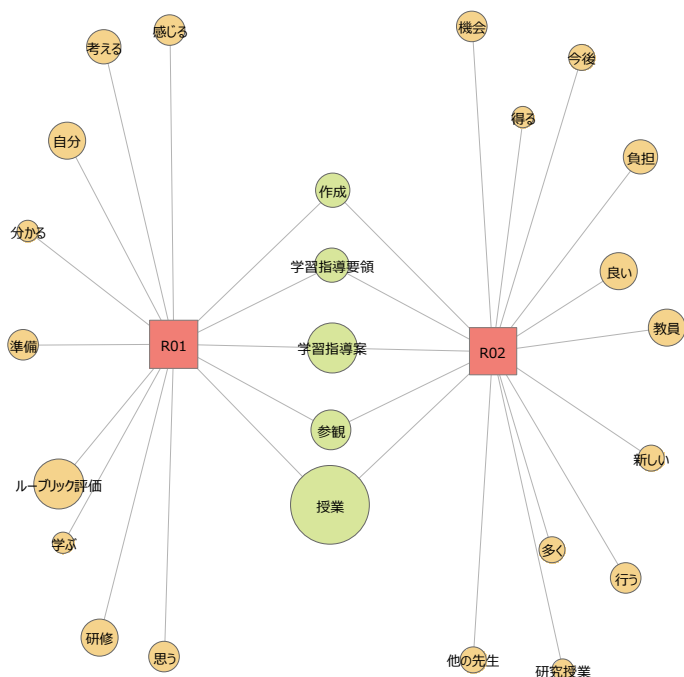 感じる
考える
自分
分かる
準備
ルーブリック評価
学ぶ
研修
思う
R01
作成
学習指導要領
学習指導案
参観
授業
R02
機会
今後
得る
負担
良い
教員
新しい
多く
行う
他の先生
研究授業